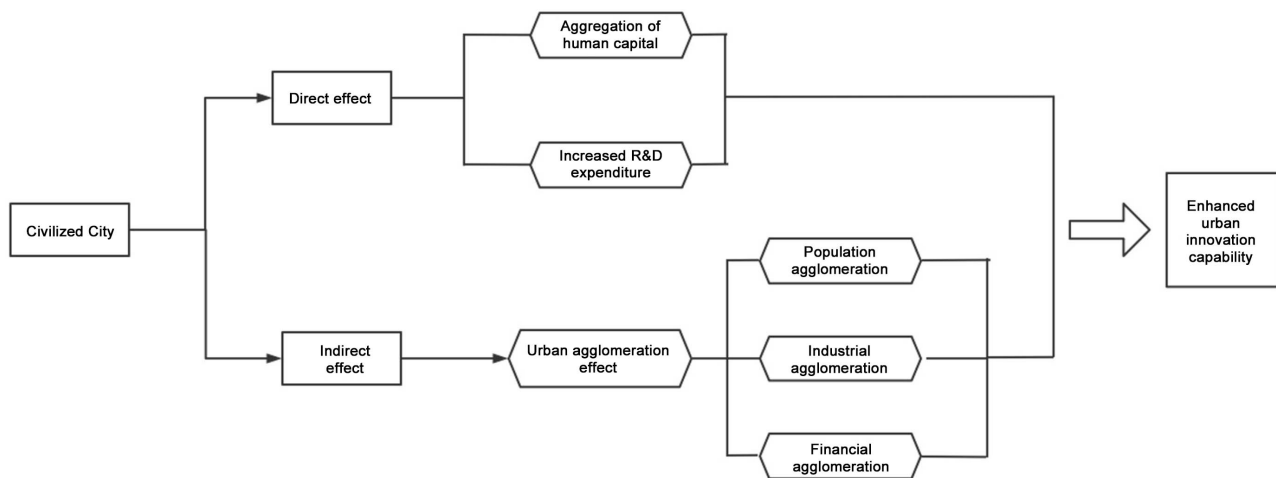 Aggregation of
human capital
Direct effect
Increased R&D
expenditure
Civilized City
Enhanced
urban
innovation
capability
Population
agglomeration
Indirect
effect
Urban agglomeration
effect
Industrial
agglomeration
Financial
agglomeration